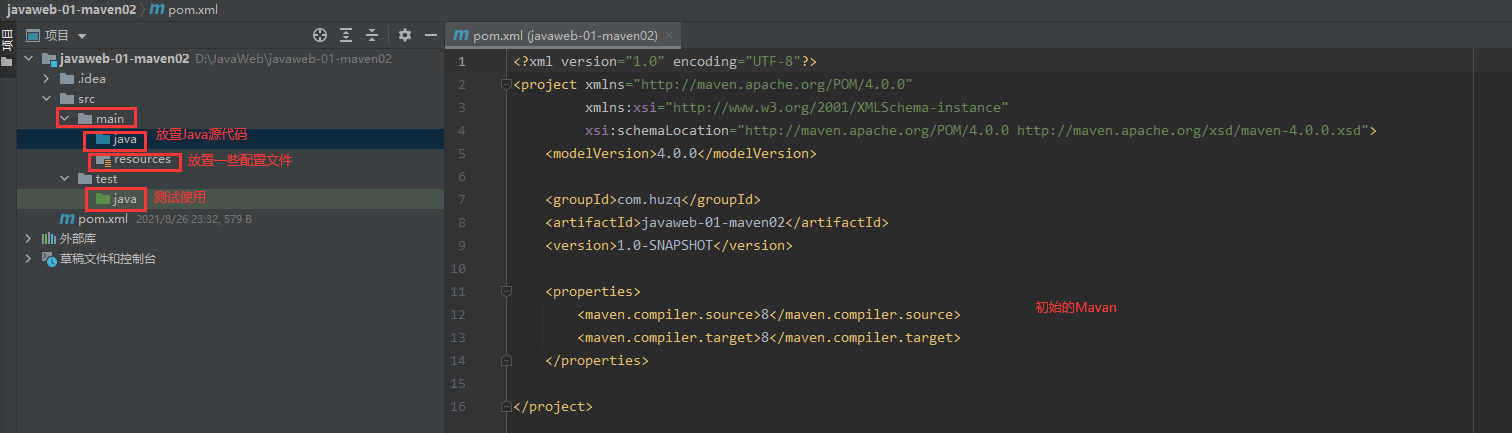 javaweb-01-maven02 pom.xml
项目
项目
javaweb-01-maven02 D:\JavaWeb\javaweb-01-maven02
.idea
src
main
java 放置Java源代码
resources 放置一些配置文件
test
java 测试使用
pom.xml 2021/8/26 23:32, 579 B
外部库
草稿文件和控制台
pom.xml (javaweb-01-maven02)
1 <?xml version="1.0" encoding="UTF-8"?>
2 <project xmlns="http://maven.apache.org/POM/4.0.0"
3 xmlns:xsi="http://www.w3.org/2001/XMLSchema-instance"
4 xsi:schemaLocation="http://maven.apache.org/POM/4.0.0 http://maven.apache.org/xsd/maven-4.0.0.xsd">
5 <modelVersion>4.0.0</modelVersion>
6
7 <groupId>com.huzq</groupId>
8 <artifactId>javaweb-01-maven02</artifactId>
9 <version>1.0-SNAPSHOT</version>
10
11 <properties>
12 <maven.compiler.source>8</maven.compiler.source>
13 <maven.compiler.target>8</maven.compiler.target>
14 </properties>
15
16 </project>
初始的Mavan